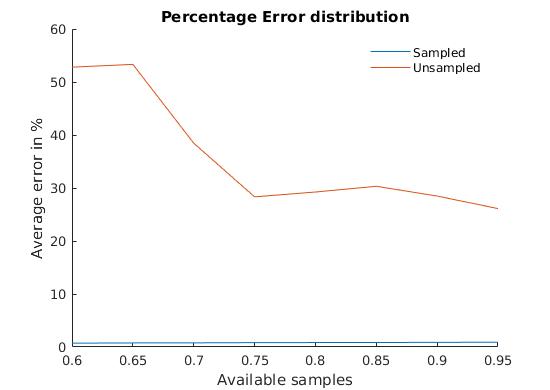 Percentage Error distribution
60
50
40
30
20
10
0
Average error in %
Sampled
Unsampled
0.6 0.65 0.7 0.75 0.8 0.85 0.9 0.95
Available samples